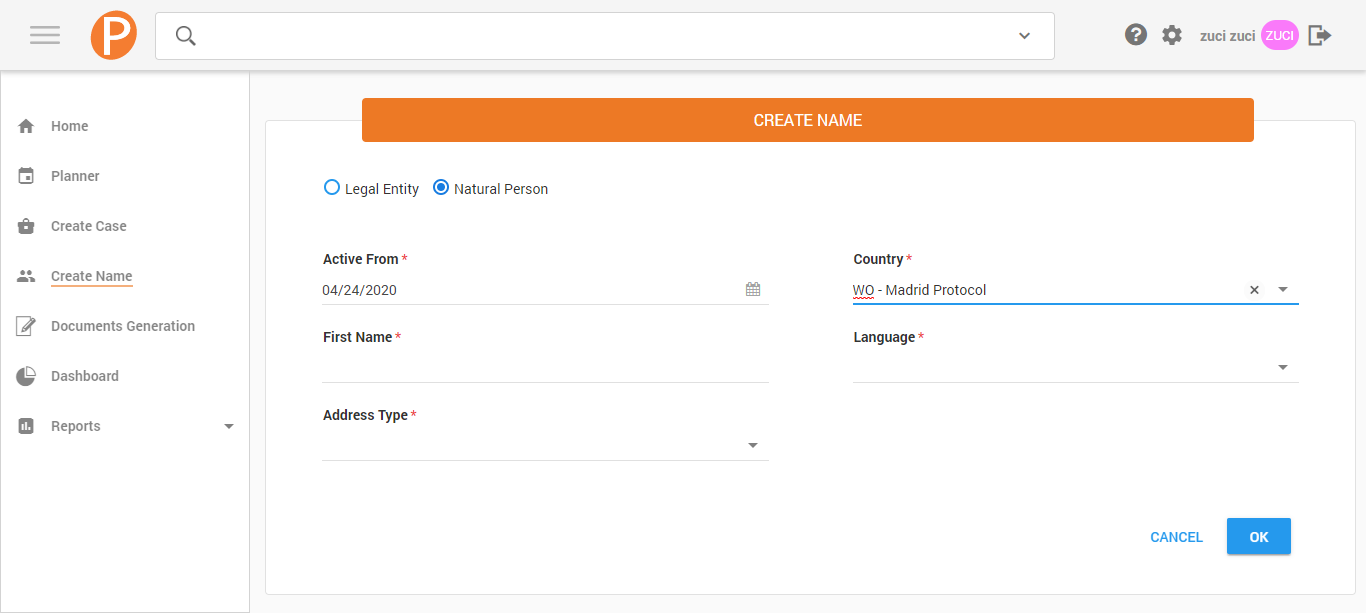 P
zuci zuci ZUCI
Home
Planner
Create Case
Create Name
Documents Generation
Dashboard
Reports
CREATE NAME
Legal Entity Natural Person
Active From * Country *
04/24/2020 WO - Madrid Protocol
First Name * Language *
Address Type *
CANCEL OK